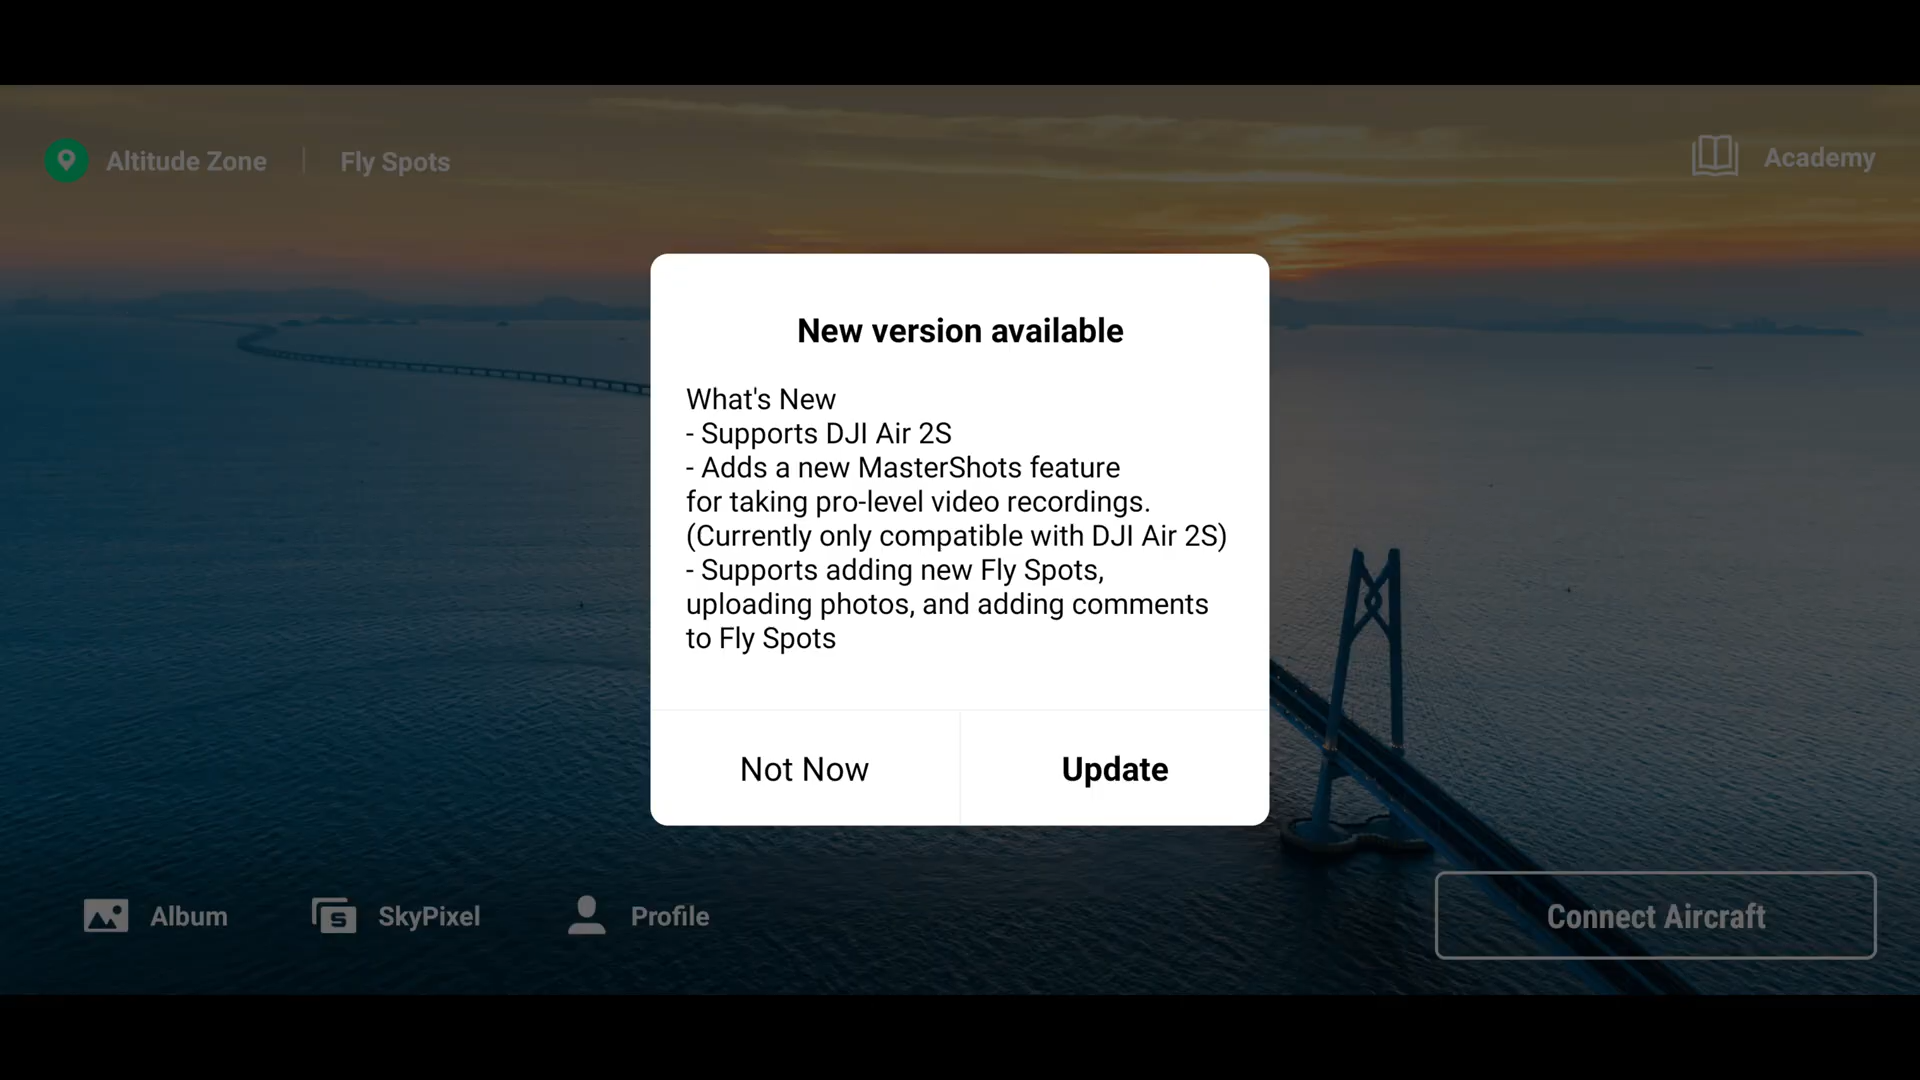 Altitude Zone
Fly Spots
Academy
New version available
What's New
- Supports DJI Air 2S
- Adds a new MasterShots feature
for taking pro-level video recordings.
(Currently only compatible with DJI Air 2S)
- Supports adding new Fly Spots,
uploading photos, and adding comments
to Fly Spots
Not Now
Update
Album
SkyPixel
Profile
Connect Aircraft